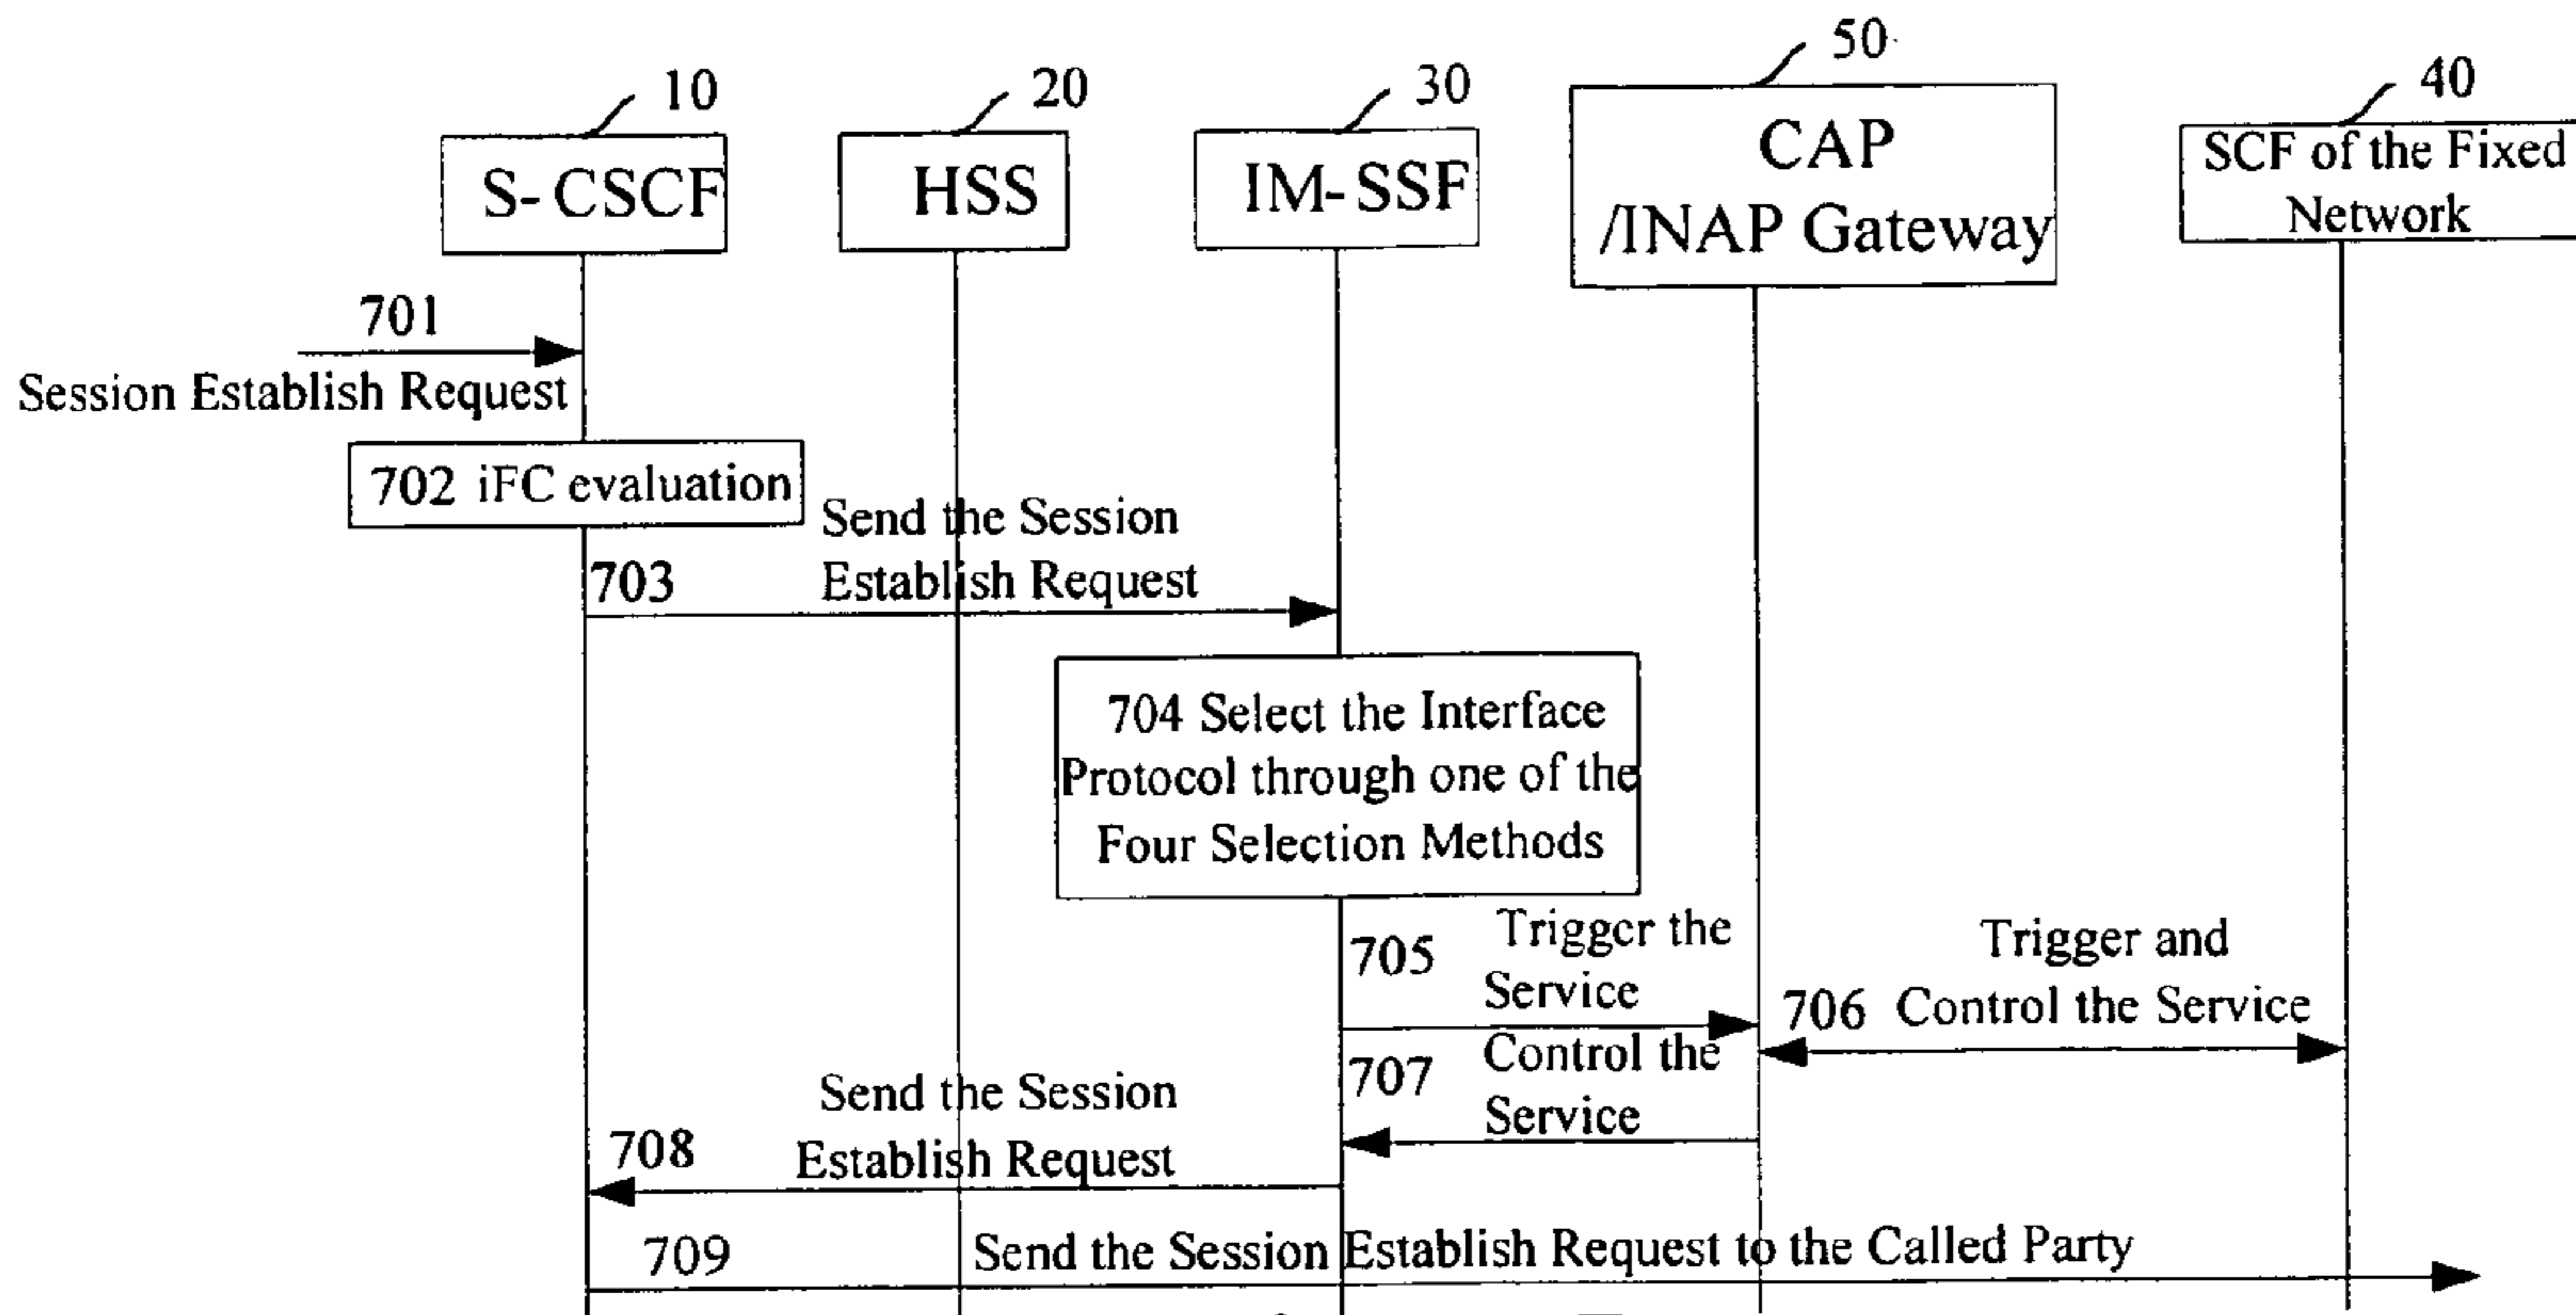 10
20
30
50
40
S-CSCF
HSS
IM-SSF
CAP
/INAP Gateway
SCF of the Fixed
Network
701
Session Establish Request
702 iFC evaluation
Send the Session
Establish Request
703
704 Select the Interface
Protocol through one of the
Four Selection Methods
705 Trigger the
Service
Trigger and
706 Control the Service
707 Control the
Service
Send the Session
708 Establish Request
709 Send the Session Establish Request to the Called Party